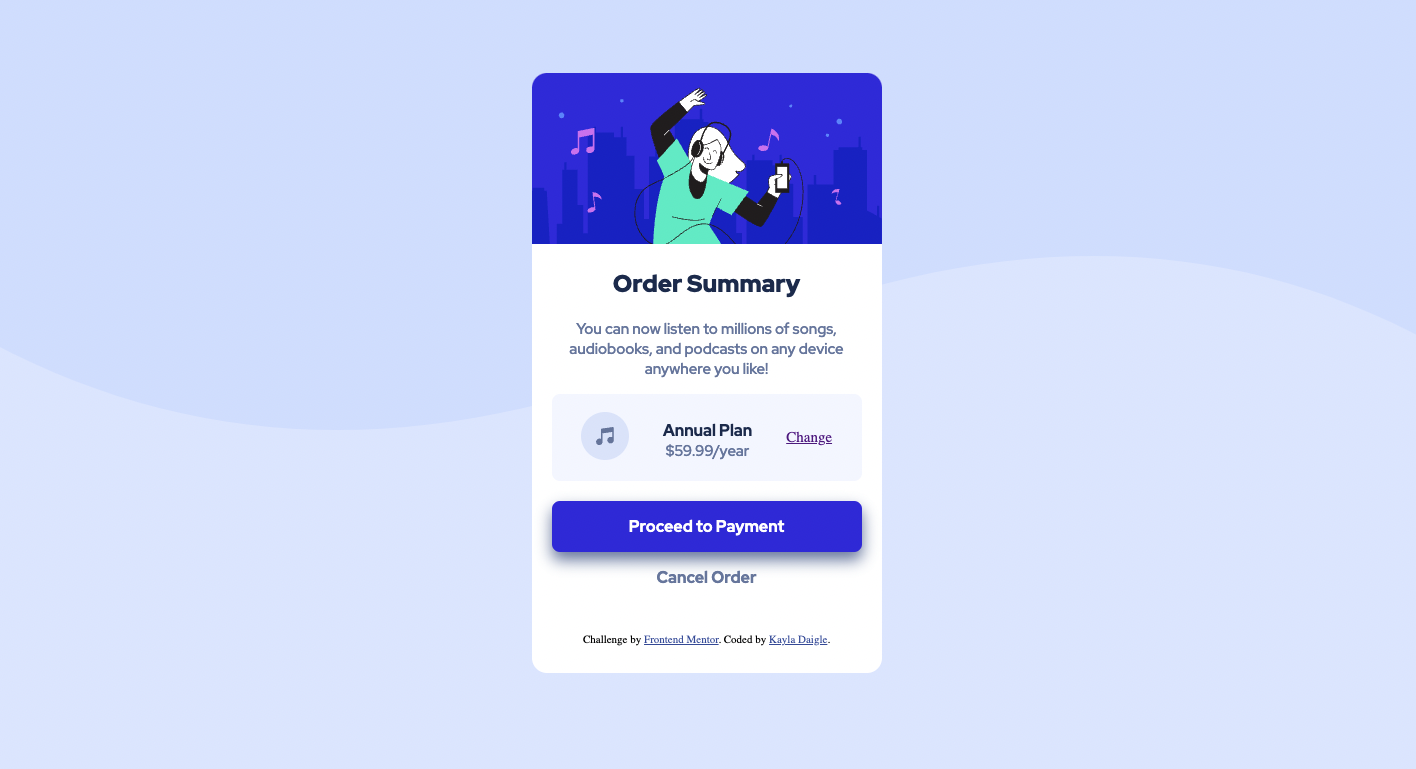 Order Summary
You can now listen to millions of songs,
audiobooks, and podcasts on any device
anywhere you like!
Annual Plan
$59.99/year
Change
Proceed to Payment
Cancel Order
Challenge by Frontend Mentor. Coded by Kayla Daigle.